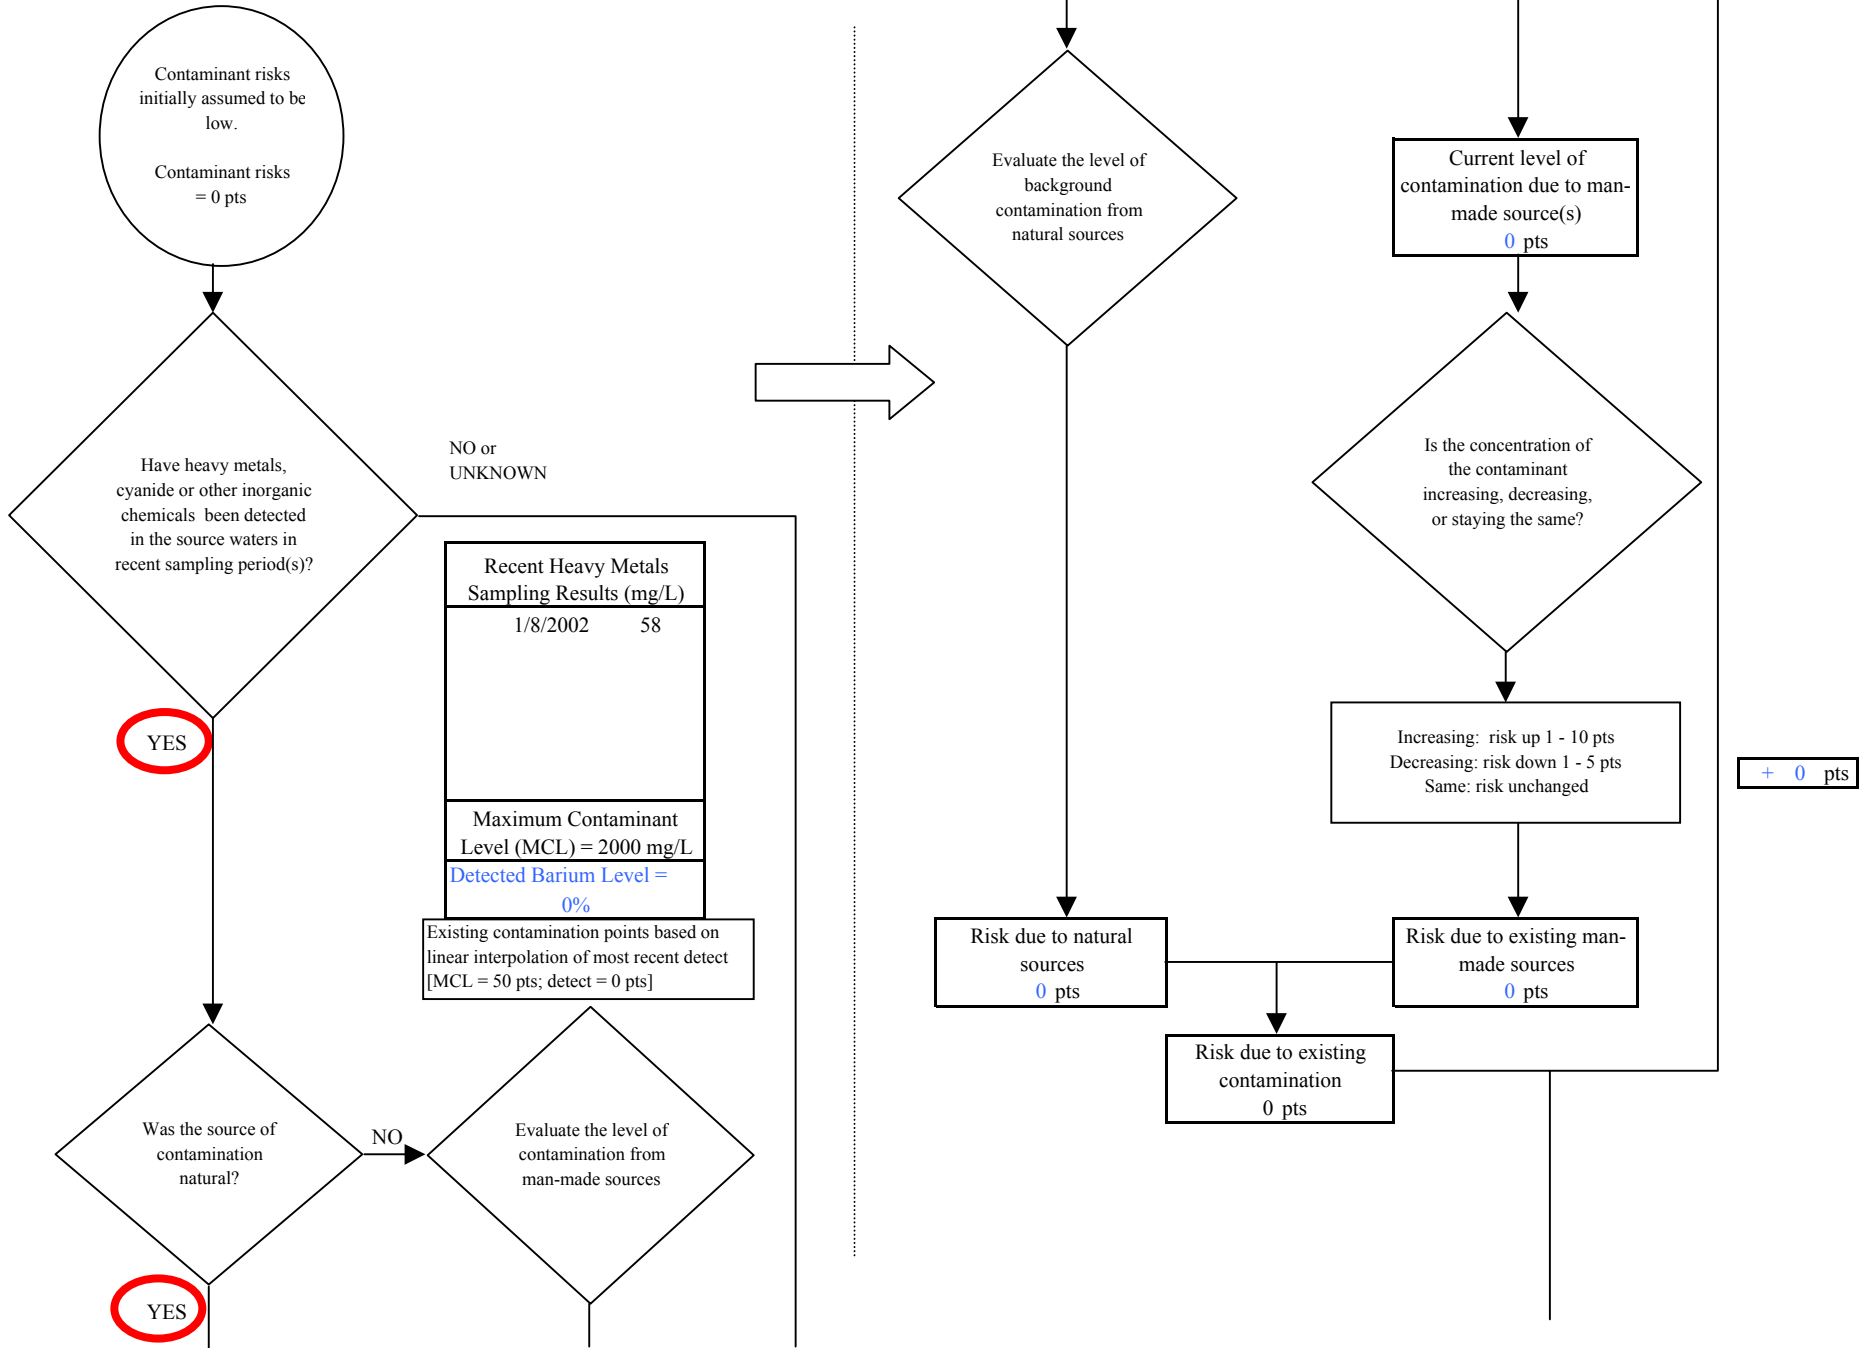 Contaminant risks
initially assumed to be
low.
Contaminant risks
= 0 pts
Have heavy metals,
cyanide or other inorganic
chemicals been detected
in the source waters in
recent sampling period(s)?
NO or
UNKNOWN
YES
Recent Heavy Metals
Sampling Results (mg/L)
1/8/2002 58
Maximum Contaminant
Level (MCL) = 2000 mg/L
Detected Barium Level =
0%
Existing contamination points based on
linear interpolation of most recent detect
[MCL = 50 pts; detect = 0 pts]
Was the source of
contamination
natural?
NO
YES
Evaluate the level of
contamination from
man-made sources
Evaluate the level of
background
contamination from
natural sources
Current level of
contamination due to man-
made source(s)
0 pts
Is the concentration of
the contaminant
increasing, decreasing,
or staying the same?
Increasing: risk up 1 - 10 pts
Decreasing: risk down 1 - 5 pts
Same: risk unchanged
+ 0 pts
Risk due to natural
sources
0 pts
Risk due to existing man-
made sources
0 pts
Risk due to existing
contamination
0 pts